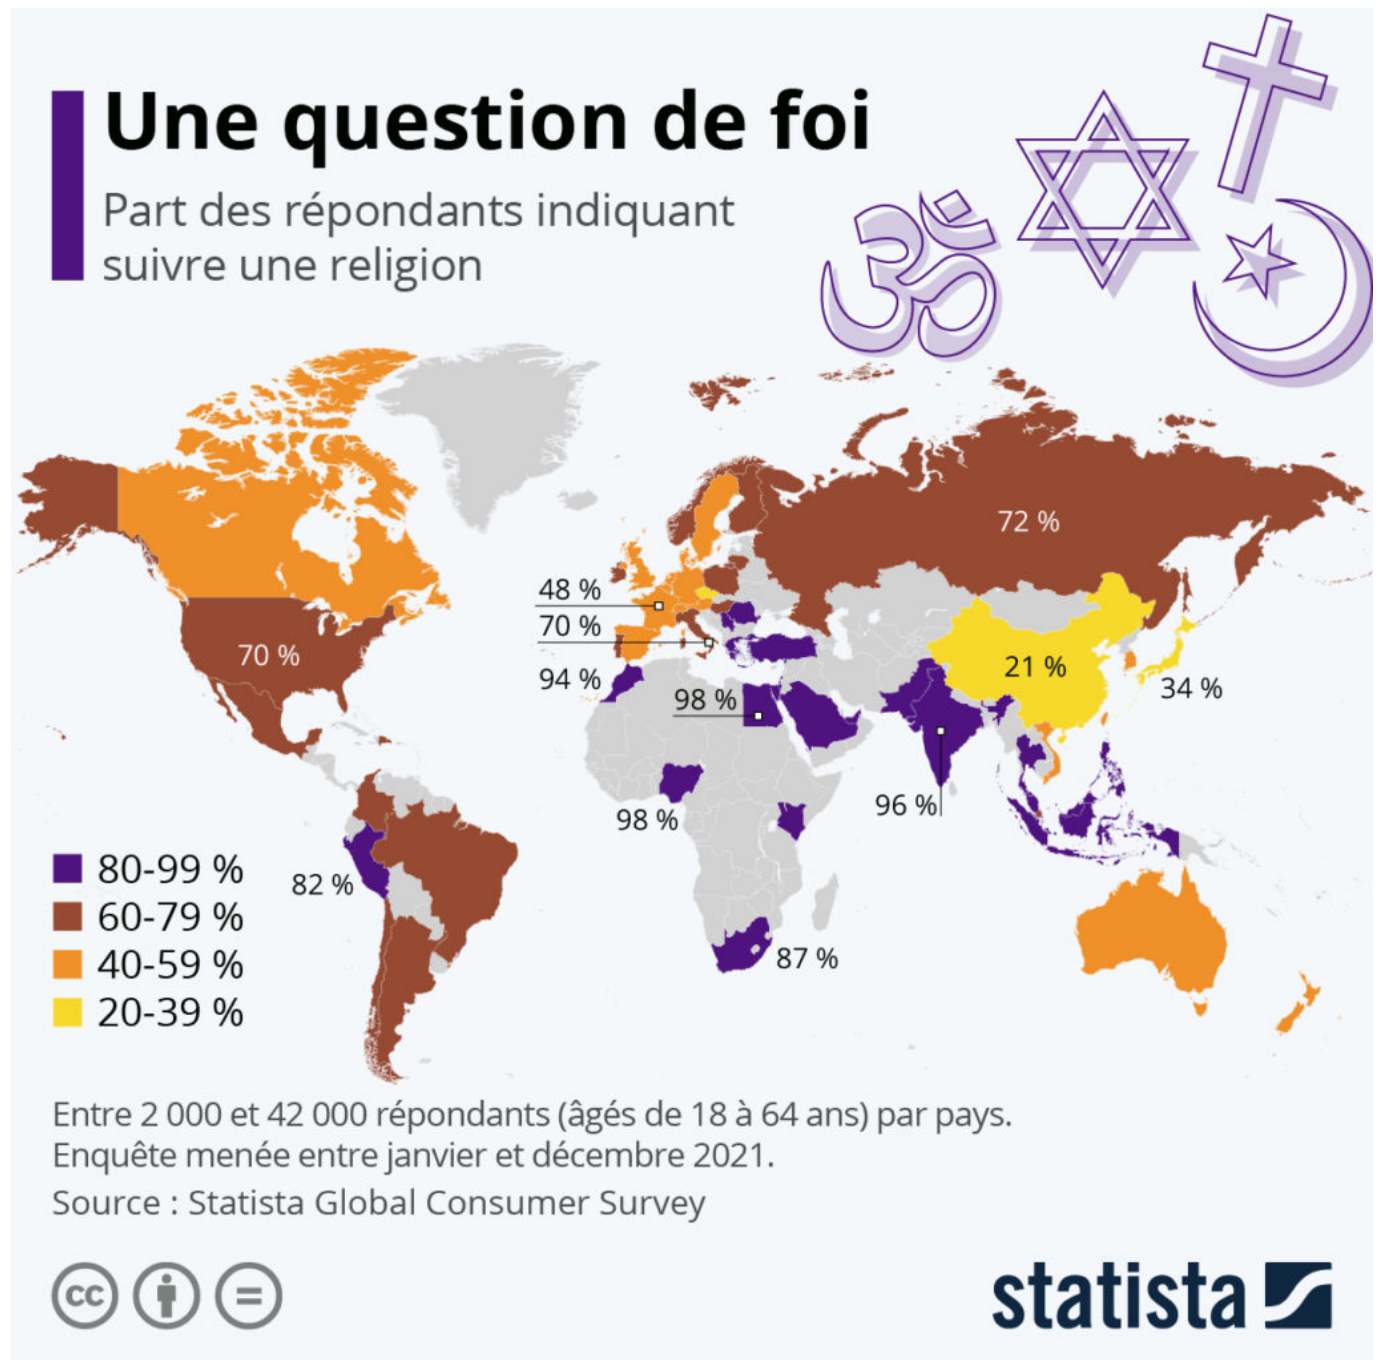 Une question de foi
Part des répondants indiquant
suivre une religion
72 %
48 %
70 %
70 %
94 %
98 %
21 %
34 %
98 %
96 %
82 %
87 %
80-99 %
60-79 %
40-59 %
20-39 %
Entre 2 000 et 42 000 répondants (âgés de 18 à 64 ans) par pays.
Enquête menée entre janvier et décembre 2021.
Source : Statista Global Consumer Survey
cc
statista